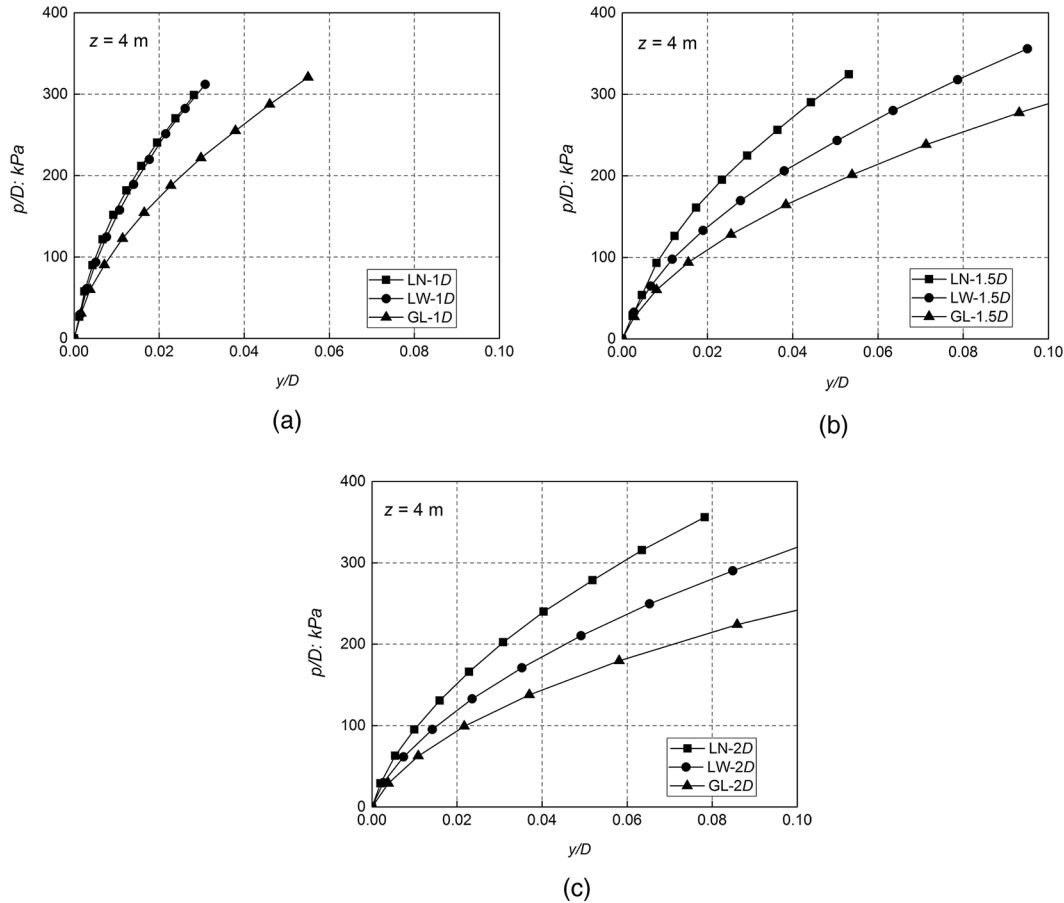 400
300
200
100
0
p/D: kPa
z = 4 m
LN-1D
LW-1D
GL-1D
0.00 0.02 0.04 0.06 0.08 0.10
y/D
(a)
400
300
200
100
0
p/D: kPa
z = 4 m
LN-1.5D
LW-1.5D
GL-1.5D
0.00 0.02 0.04 0.06 0.08 0.10
y/D
(b)
400
300
200
100
0
p/D: kPa
z = 4 m
LN-2D
LW-2D
GL-2D
0.00 0.02 0.04 0.06 0.08 0.10
y/D
(c)